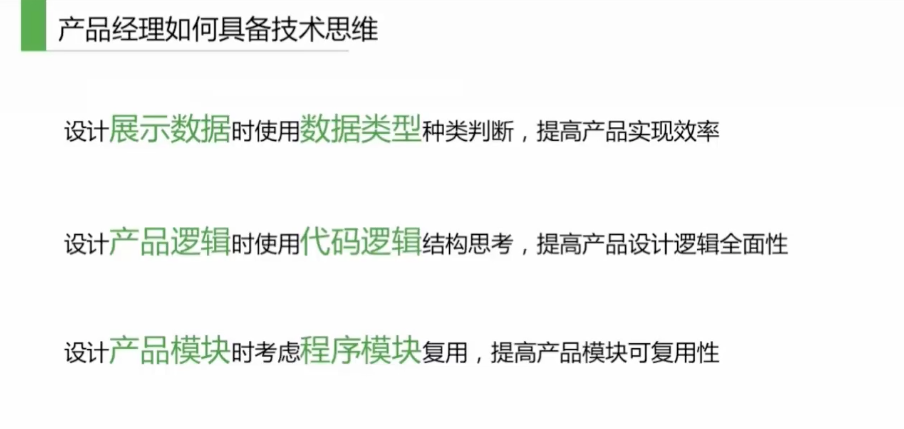 产品经理如何具备技术思维
设计展示数据时使用数据类型种类判断，提高产品实现效率
设计产品逻辑时使用代码逻辑结构思考，提高产品设计逻辑全面性
设计产品模块时考虑程序模块复用，提高产品模块可复用性